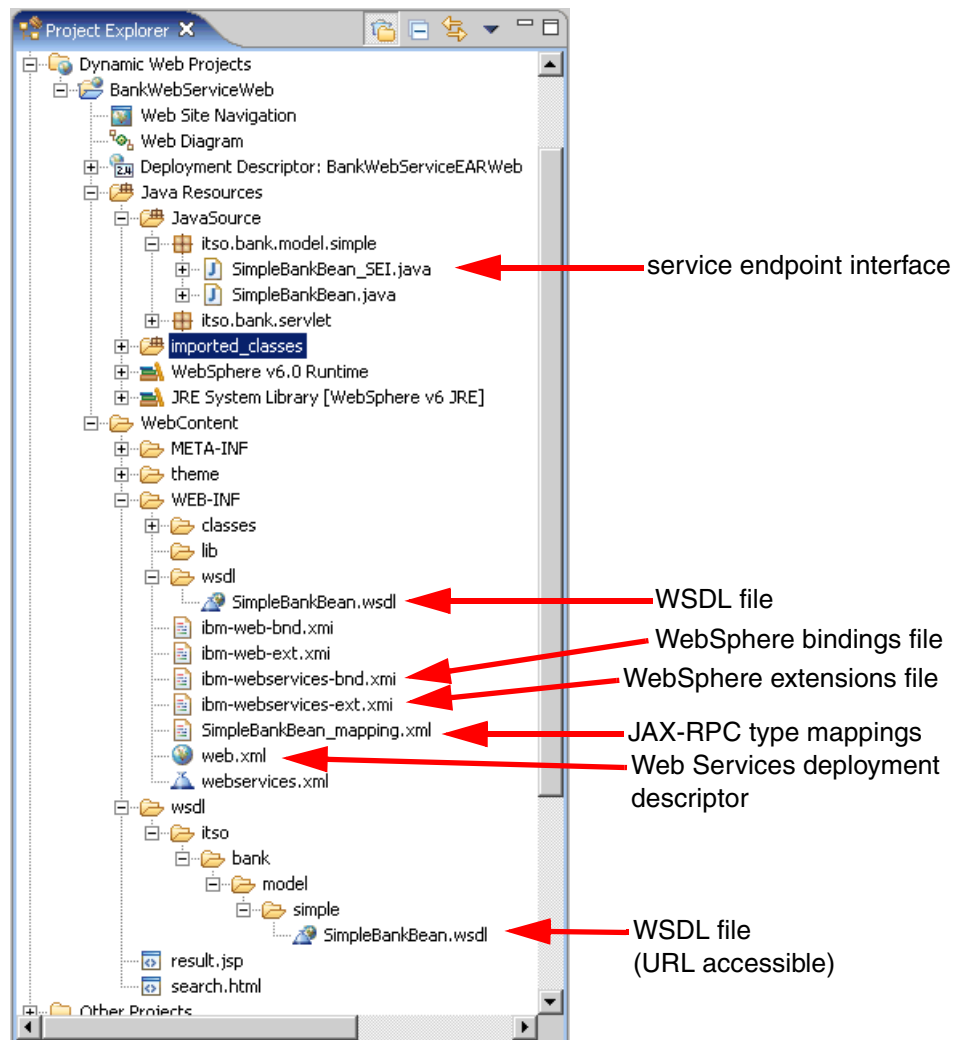 Project Explorer
Dynamic Web Projects
BankWebServiceWeb
Web Site Navigation
Web Diagram
2.4 Deployment Descriptor: BankWebServiceEARWeb
Java Resources
JavaSource
itso.bank.model.simple
J SimpleBankBean_SEI.java service endpoint interface
J SimpleBankBean.java
itso.bank.servlet
imported_classes
WebSphere v6.0 Runtime
JRE System Library [WebSphere v6 JRE]
WebContent
META-INF
theme
WEB-INF
classes
lib
wsdl
SimpleBankBean.wsdl WSDL file
ibm-web-bnd.xmi WebSphere bindings file
ibm-web-ext.xmi
ibm-webservices-bnd.xmi WebSphere extensions file
ibm-webservices-ext.xmi
SimpleBankBean_mapping.xml JAX-RPC type mappings
web.xml Web Services deployment
webservices.xml descriptor
wsdl
itso
bank
model
simple
SimpleBankBean.wsdl WSDL file
result.jsp (URL accessible)
search.html
Other Projects